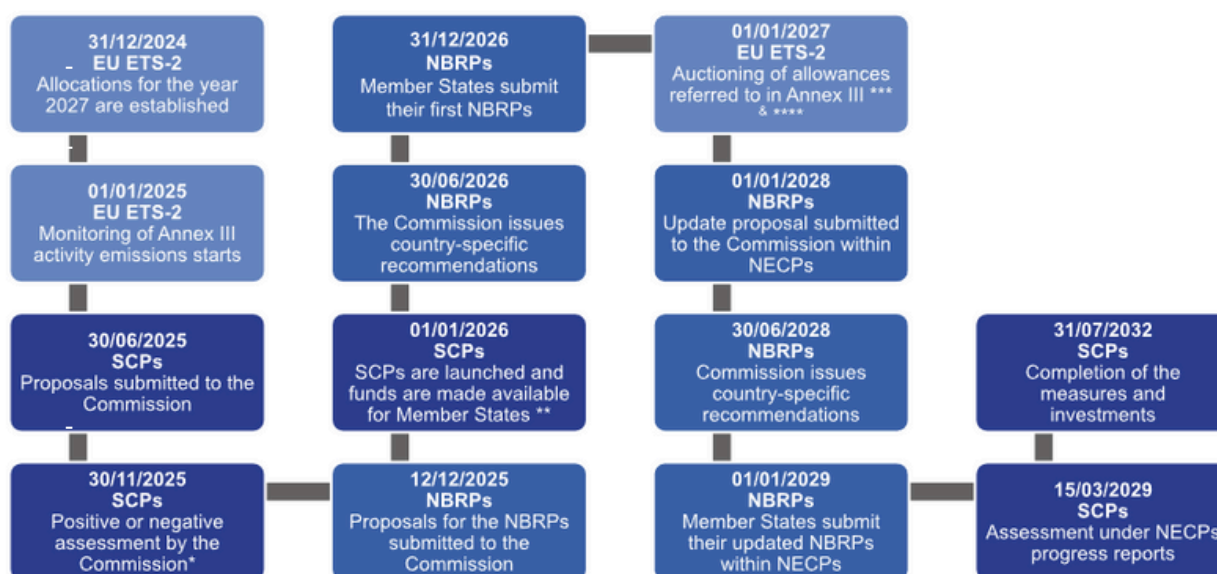 31/12/2024
EU ETS-2
Allocations for the year
2027 are established
01/01/2025
EU ETS-2
Monitoring of Annex III
activity emissions starts
30/06/2025
SCPs
Proposals submitted to the
Commission
30/11/2025
SCPs
Positive or negative
assessment by the
Commission*
12/12/2025
NBRPs
Proposals for the NBRPs
submitted to the
Commission
01/01/2026
SCPs
SCPs are launched and
funds are made available
for Member States **
30/06/2026
NBRPs
The Commission issues
country-specific
recommendations
31/12/2026
NBRPs
Member States submit
their first NBRPs
01/01/2027
EU ETS-2
Auctioning of allowances
referred to in Annex III ***
& ****
01/01/2028
NBRPs
Update proposal submitted
to the Commission within
NECPs
30/06/2028
NBRPs
Commission issues
country-specific
recommendations
01/01/2029
NBRPs
Member States submit
their updated NBRPs
within NECPs
15/03/2029
SCPs
Assessment under NECPs
progress reports
31/07/2032
SCPs
Completion of the
measures and
investments